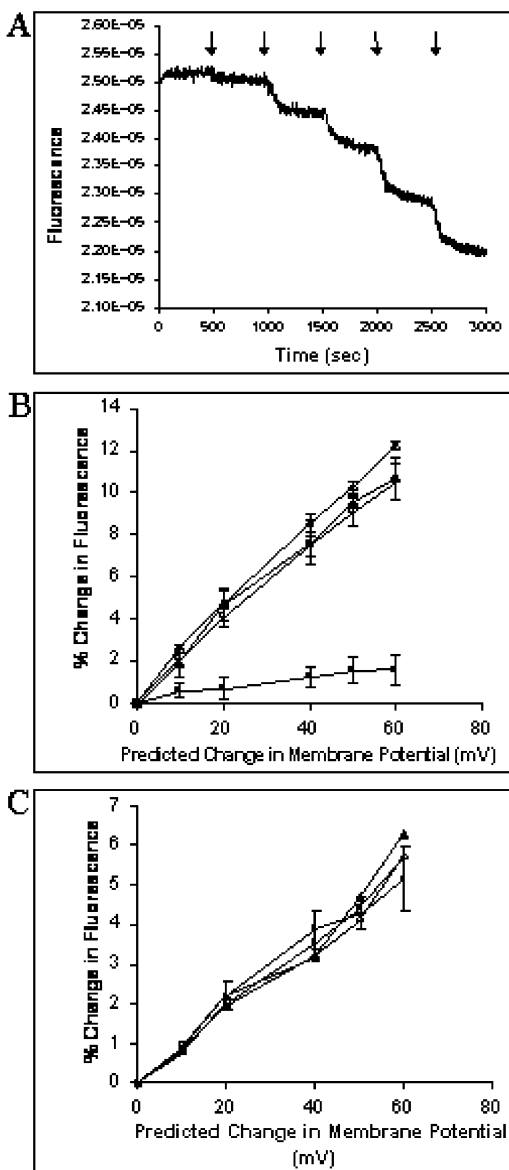 A
2.60E-05
2.55E-05
2.50E-05
2.45E-05
2.40E-05
2.35E-05
2.30E-05
2.25E-05
2.20E-05
2.15E-05
2.10E-05
Fluorescence
0 500 1000 1500 2000 2500 3000
Time (sec)
B
14
12
10
8
6
4
2
0
% Change in Fluorescence
0 20 40 60 80
Predicted Change in Membrane Potential (mV)
C
7
6
5
4
3
2
1
0
% Change in Fluorescence
0 20 40 60 80
Predicted Change in Membrane Potential
(mV)